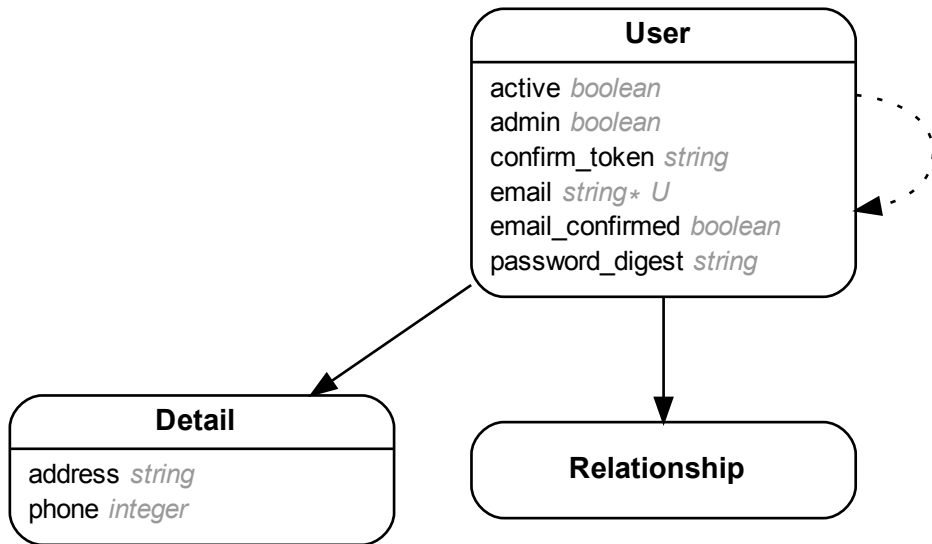 User
active boolean
admin boolean
confirm_token string
email string* U
email_confirmed boolean
password_digest string
Detail
address string
phone integer
Relationship